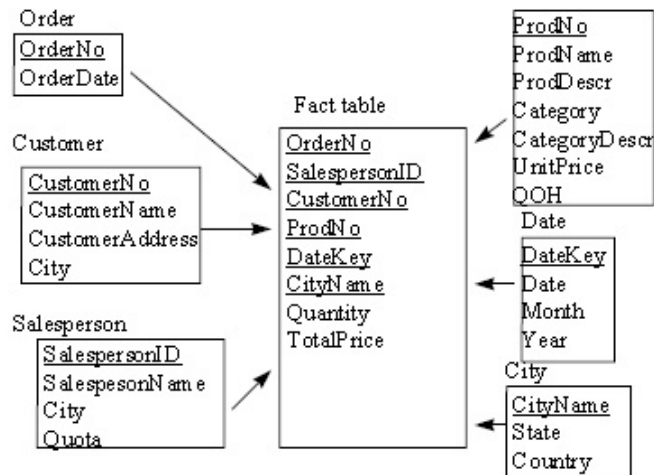 Order
OrderNo
OrderDate
Customer
CustomerNo
CustomerName
CustomerAddress
City
Salesperson
SalespersonID
SalespesonName
City
Quota
Fact table
OrderNo
SalespersonID
CustomerNo
ProdNo
DateKey
CityName
Quantity
TotalPrice
ProdNo
ProdName
ProdDescr
Category
CategoryDescr
UnitPrice
QOH
Date
DateKey
Date
Month
Year
City
CityName
State
Country